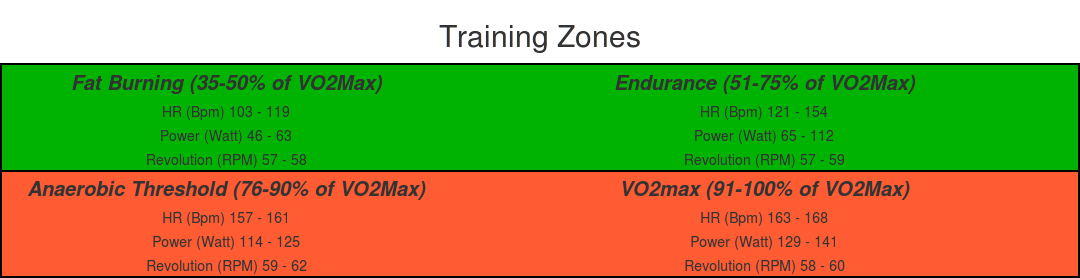 Training Zones
Fat Burning (35-50% of VO2Max)
HR (Bpm) 103 - 119
Power (Watt) 46 - 63
Revolution (RPM) 57 - 58
Endurance (51-75% of VO2Max)
HR (Bpm) 121 - 154
Power (Watt) 65 - 112
Revolution (RPM) 57 - 59
Anaerobic Threshold (76-90% of VO2Max)
HR (Bpm) 157 - 161
Power (Watt) 114 - 125
Revolution (RPM) 59 - 62
VO2max (91-100% of VO2Max)
HR (Bpm) 163 - 168
Power (Watt) 129 - 141
Revolution (RPM) 58 - 60